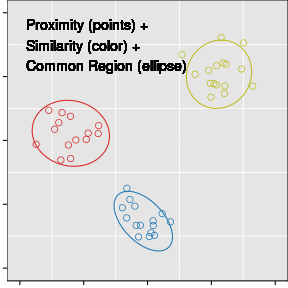 Proximity (points) +
Similarity (color) +
Common Region (ellipse)